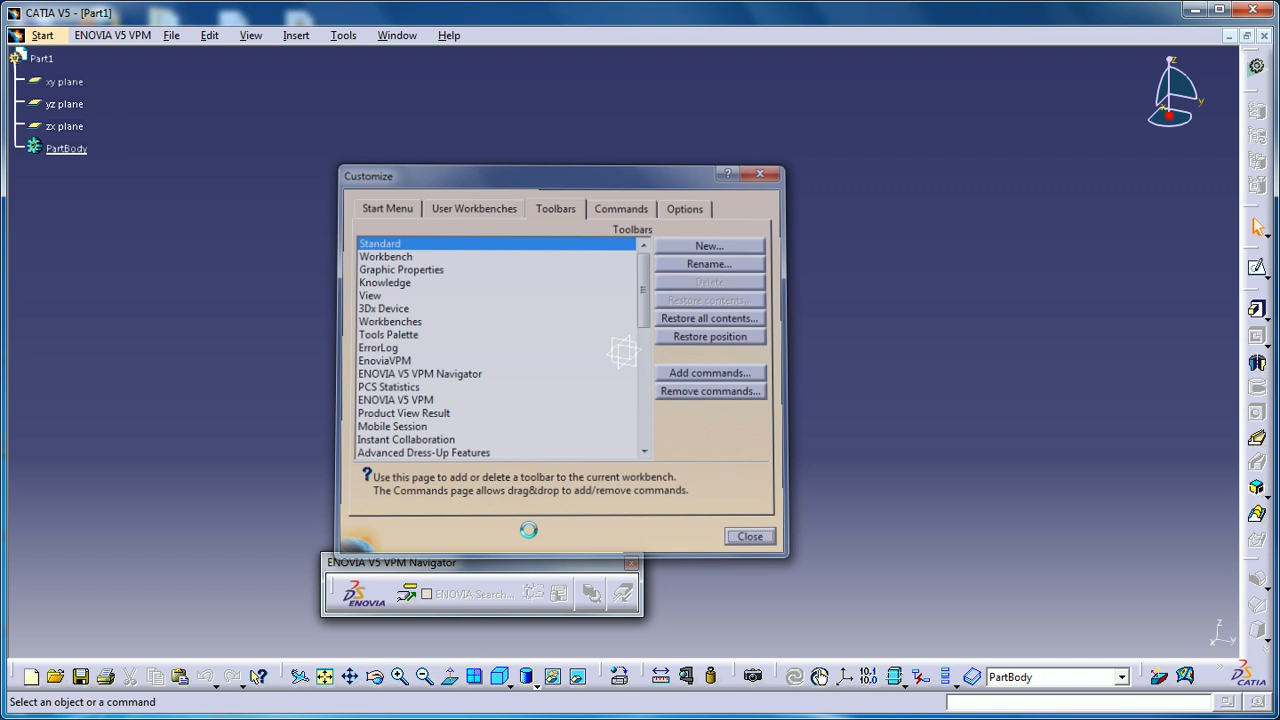 CATIA V5 - [Part1]
Start ENOVIA V5 VPM File Edit View Insert Tools Window Help
Part1
xy plane
yz plane
zx plane
PartBody
z
y
x
Customize
Start Menu User Workbenches Toolbars Commands Options
Toolbars
Standard
Workbench
Graphic Properties
Knowledge
View
3Dx Device
Workbenches
Tools Palette
ErrorLog
EnoviaVPM
ENOVIA V5 VPM Navigator
PCS Statistics
ENOVIA V5 VPM
Product View Result
Mobile Session
Instant Collaboration
Advanced Dress-Up Features
New...
Rename...
Delete
Restore contents...
Restore all contents...
Restore position
Add commands...
Remove commands...
Use this page to add or delete a toolbar to the current workbench.
The Commands page allows drag&drop to add/remove commands.
Close
ENOVIA V5 VPM Navigator
ENOVIA
ENOVIA Search...
z
x y
10.1
PartBody
CATIA
Select an object or a command